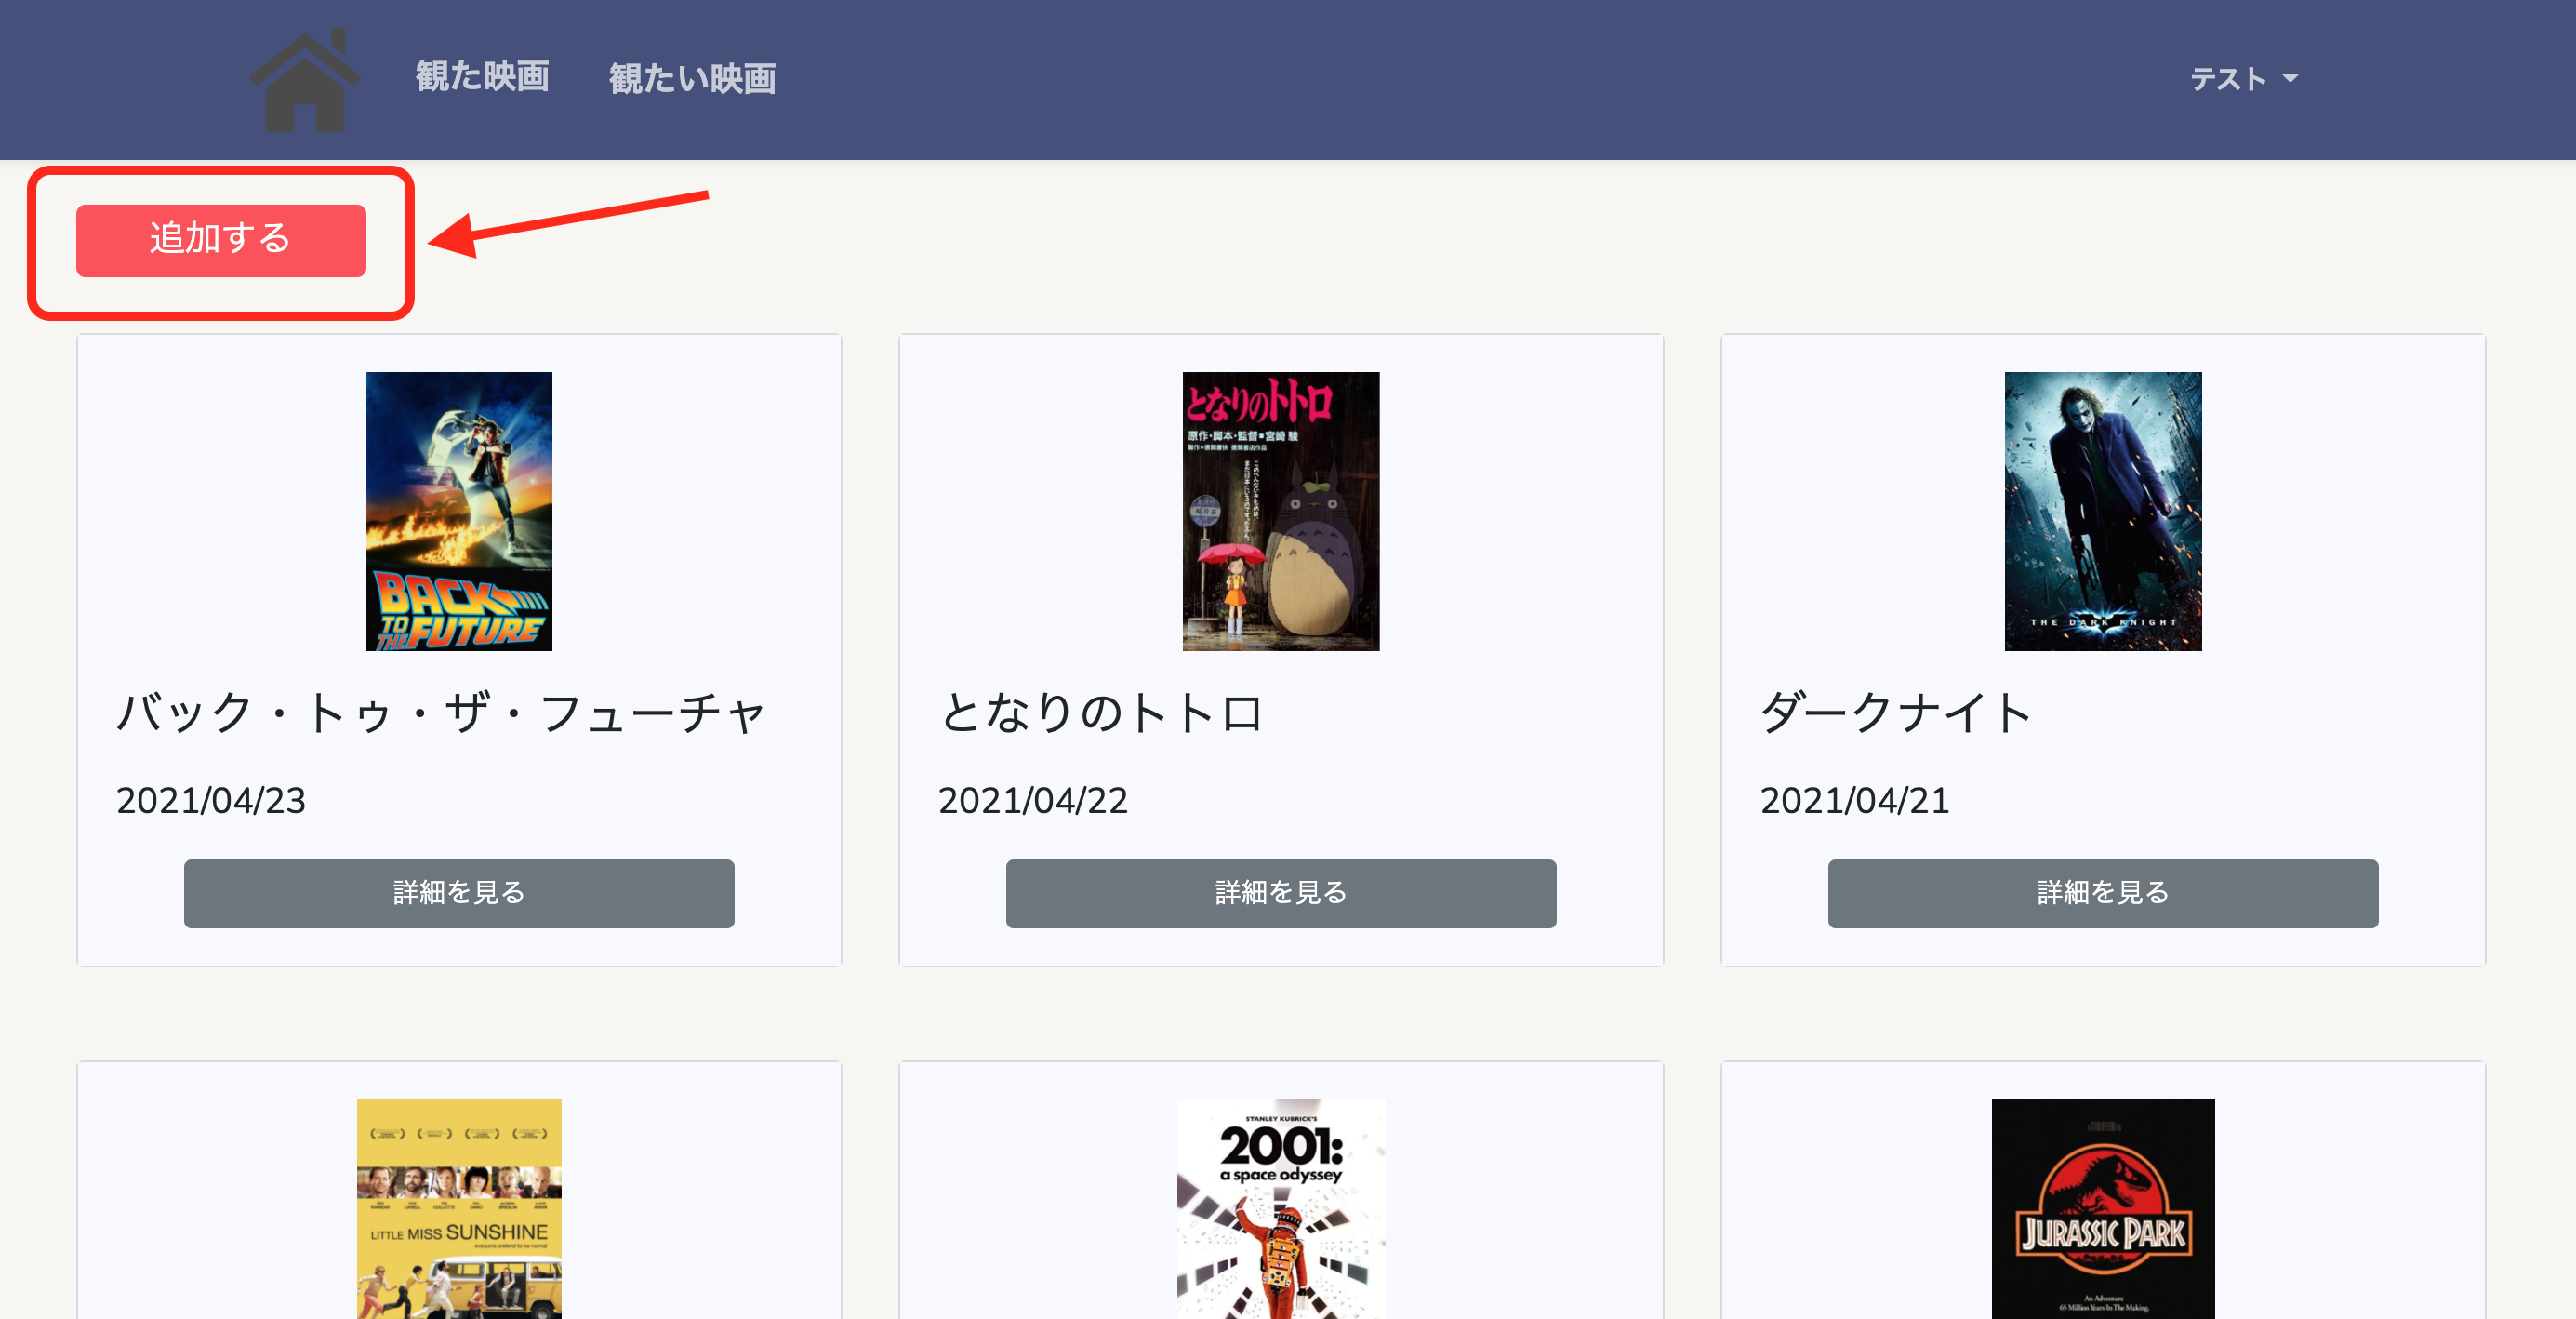 観た映画
観たい映画
テスト
追加する
BACK
TO
THE FUTURE
となりのトトロ
原作・脚本・監督■宮崎 駿
THE DARK KNIGHT
バック・トゥ・ザ・フューチャ
となりのトトロ
ダークナイト
2021/04/23
2021/04/22
2021/04/21
詳細を見る
詳細を見る
詳細を見る
LITTLE MISS SUNSHINE
everyone pretend to be normal
STANLEY KUBRICK'S
2001:
a space odyssey
JURASSIC PARK
An Adventure
65 Million Years In The Making.